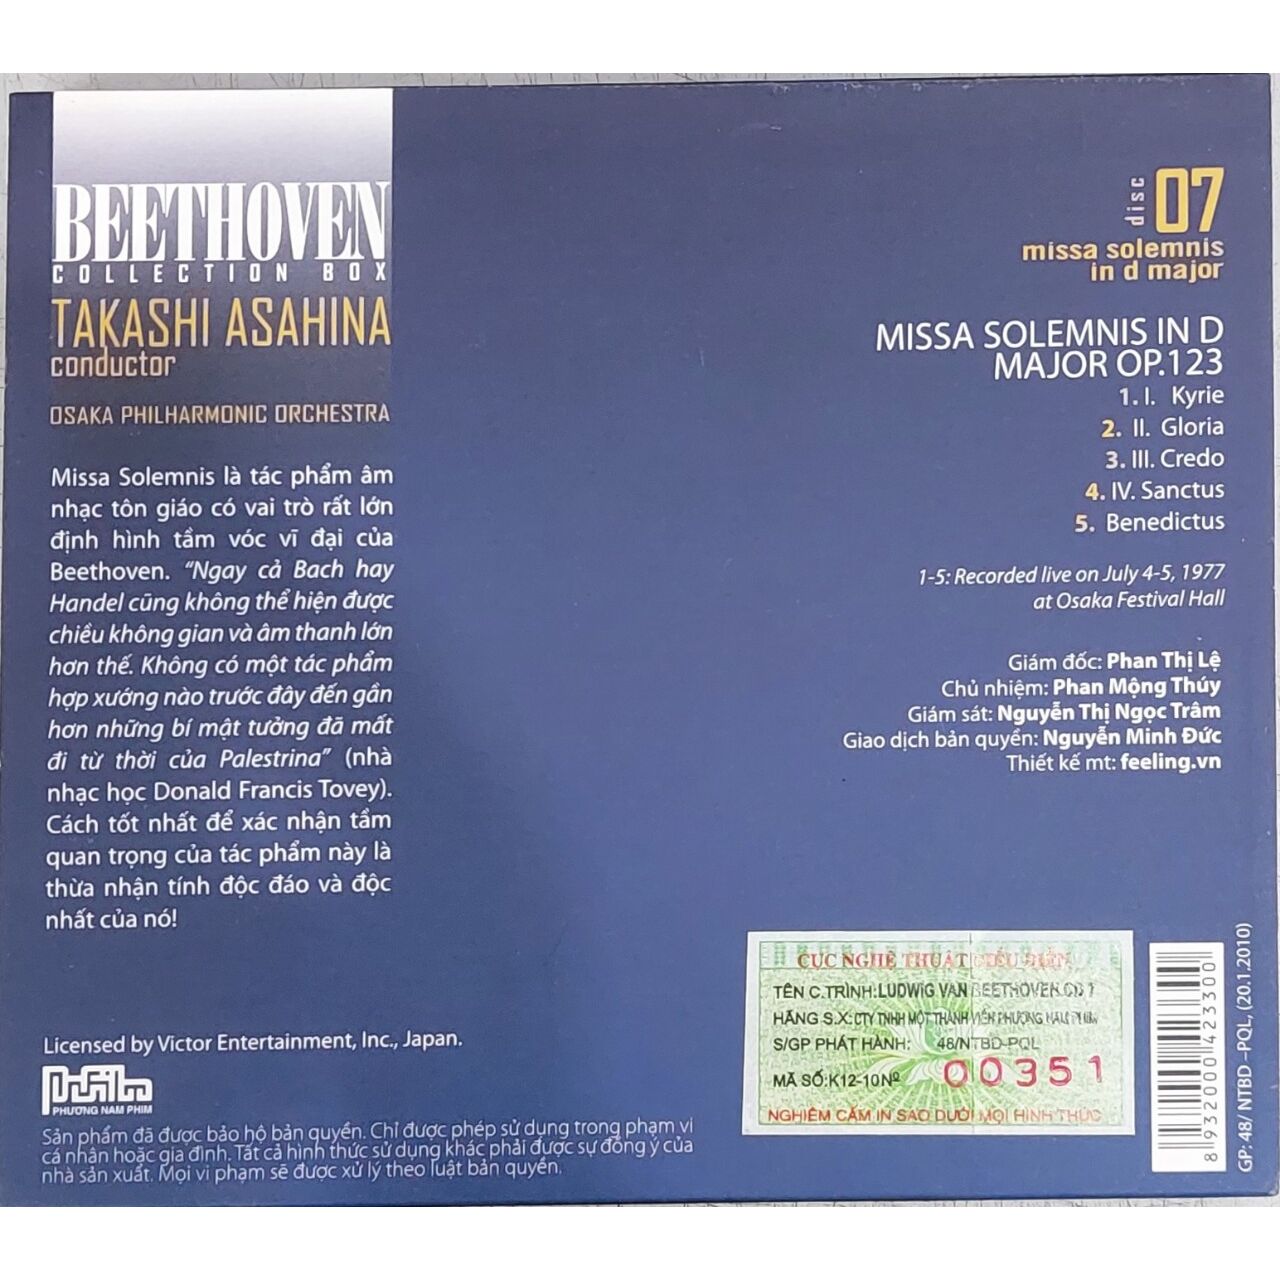 BEETHOVEN
COLLECTION BOX
TAKASHI ASAHINA
conductor
OSAKA PHILHARMONIC ORCHESTRA
Missa Solemnis là tác phẩm âm
nhạc tôn giáo có vai trò rất lớn
định hình tầm vóc vĩ đại của
Beethoven. “Ngay cả Bach hay
Handel cũng không thể hiện được
chiều không gian và âm thanh lớn
hơn thế. Không có một tác phẩm
hợp xướng nào trước đây đến gần
hơn những bí mật tưởng đã mất
đi từ thời của Palestrina” (nhà
nhạc học Donald Francis Tovey).
Cách tốt nhất để xác nhận tầm
quan trọng của tác phẩm này là
thừa nhận tính độc đáo và độc
nhất của nó!
Licensed by Victor Entertainment, Inc., Japan.
PHƯƠNG NAM PHIM
Sản phẩm đã được bảo hộ bản quyền. Chỉ được phép sử dụng trong phạm vi
cá nhân hoặc gia đình. Tất cả hình thức sử dụng khác phải được sự đồng ý của
nhà sản xuất. Mọi vi phạm sẽ được xử lý theo luật bản quyền.
disc 07
missa solemnis
in d major
MISSA SOLEMNIS IN D
MAJOR OP.123
1. I. Kyrie
2. II. Gloria
3. III. Credo
4. IV. Sanctus
5. Benedictus
1-5: Recorded live on July 4-5, 1977
at Osaka Festival Hall
Giám đốc: Phan Thị Lệ
Chủ nhiệm: Phan Mộng Thúy
Giám sát: Nguyễn Thị Ngọc Trâm
Giao dịch bản quyền: Nguyễn Minh Đức
Thiết kế mt: feeling.vn
CỤC NGHỆ THUẬT BIỂU DIỄN
TÊN C.TRÌNH: LUDWIG VAN BEETHOVEN.CD 7
HÃNG S.X: CTY TNHH MỘT THÀNH VIÊN PHƯƠNG NAM PHIM
S/GP PHÁT HÀNH: 48/NTBD-PQL
MÃ SỐ: K12-10 Nº 00351
NGHIÊM CẤM IN SAO DƯỚI MỌI HÌNH THỨC
8932000423300
GP: 48/ NTBD –PQL, (20.1.2010)